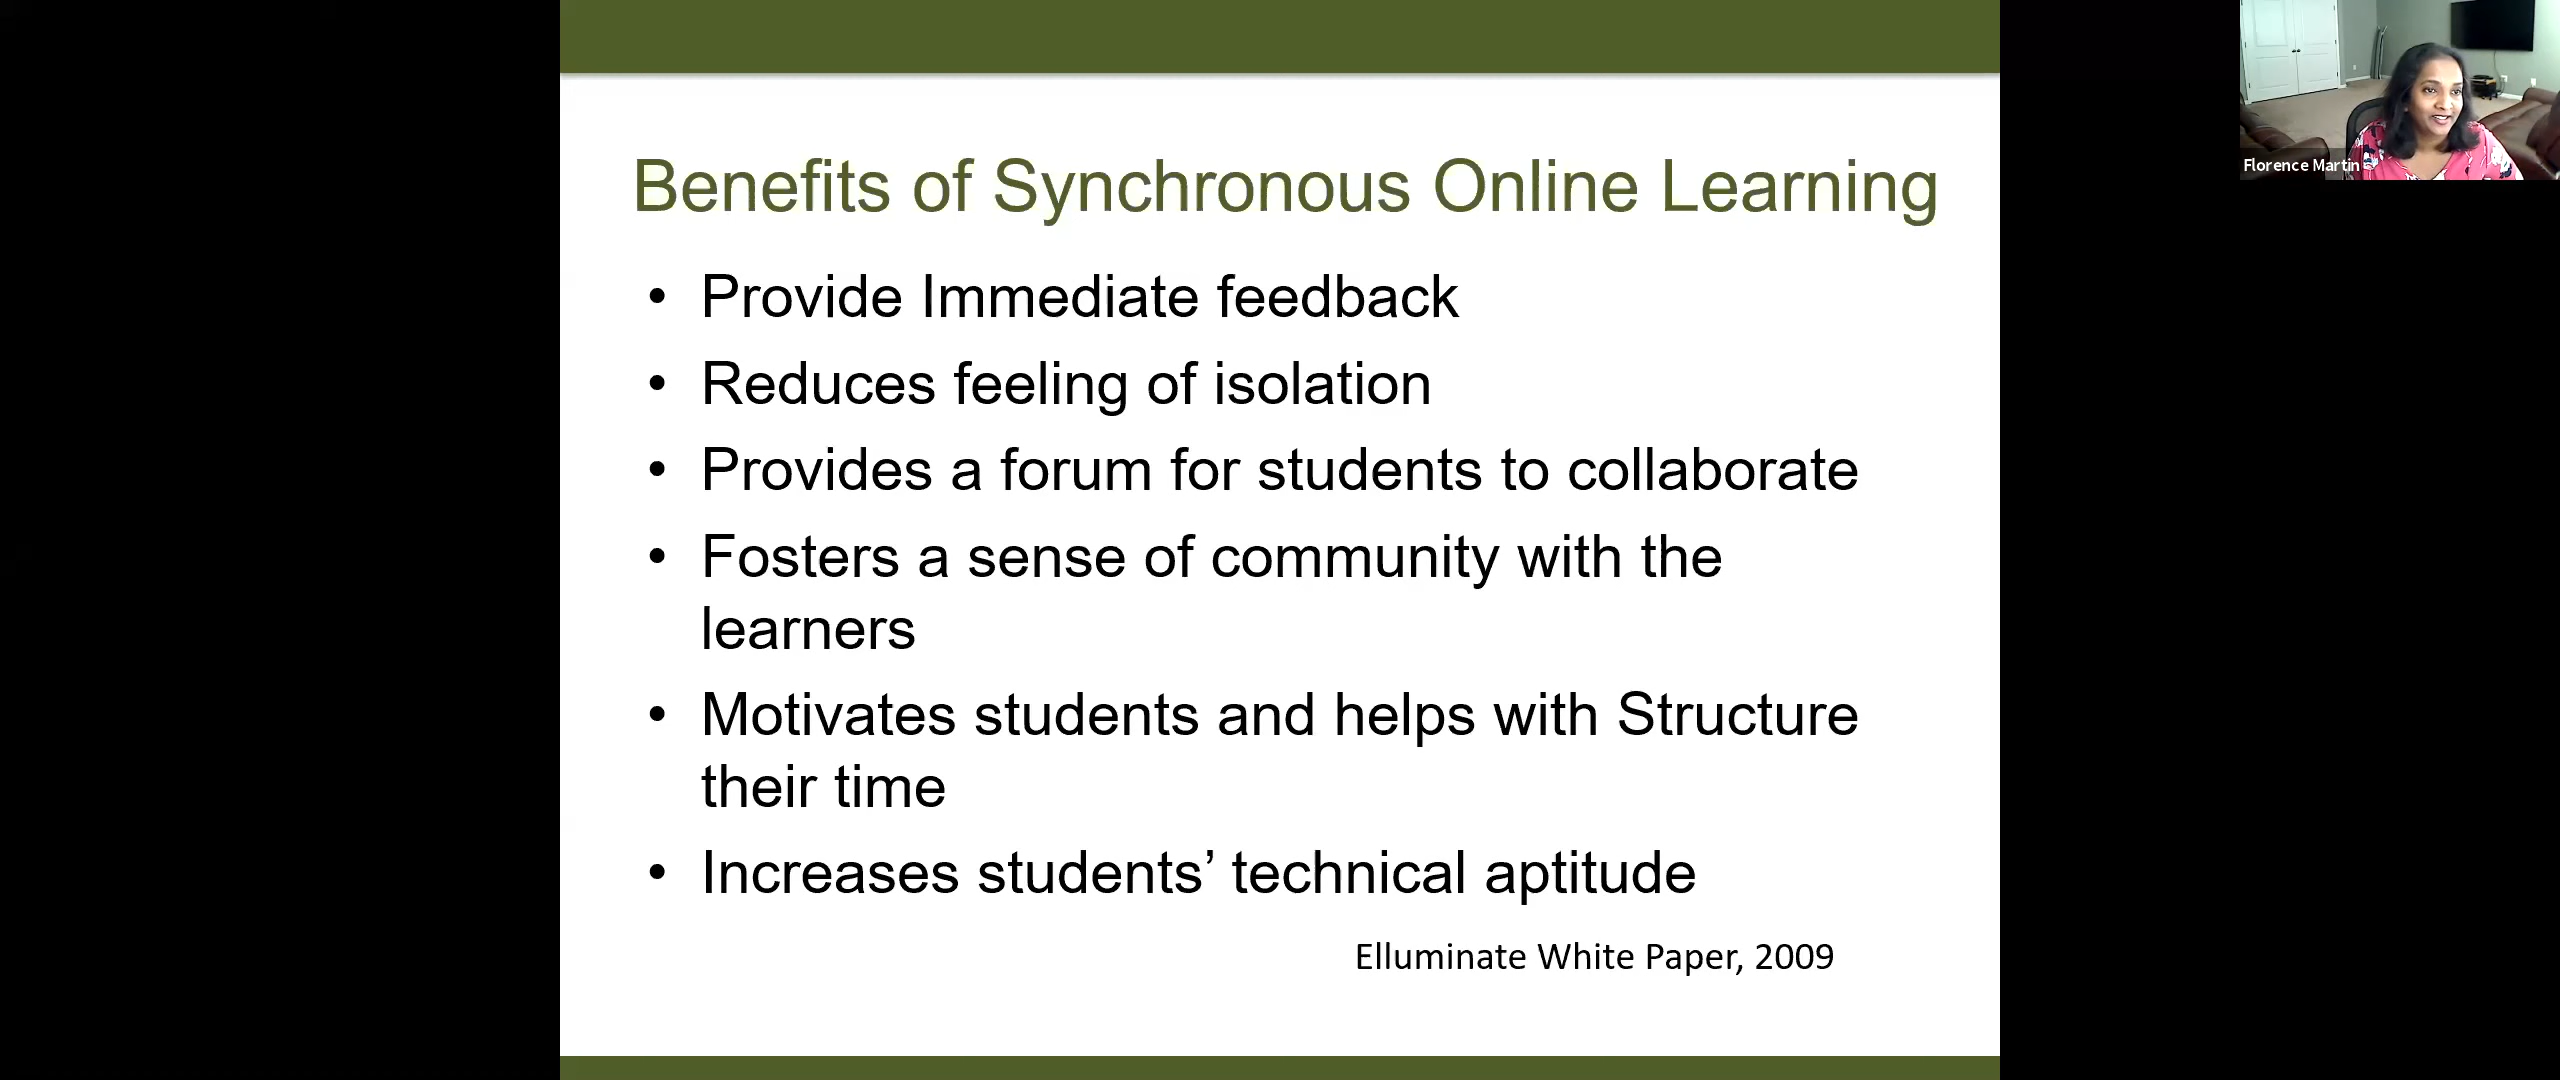 Benefits of Synchronous Online Learning
• Provide Immediate feedback
• Reduces feeling of isolation
• Provides a forum for students to collaborate
• Fosters a sense of community with the
learners
• Motivates students and helps with Structure
their time
• Increases students’ technical aptitude
Elluminate White Paper, 2009
Florence Martin